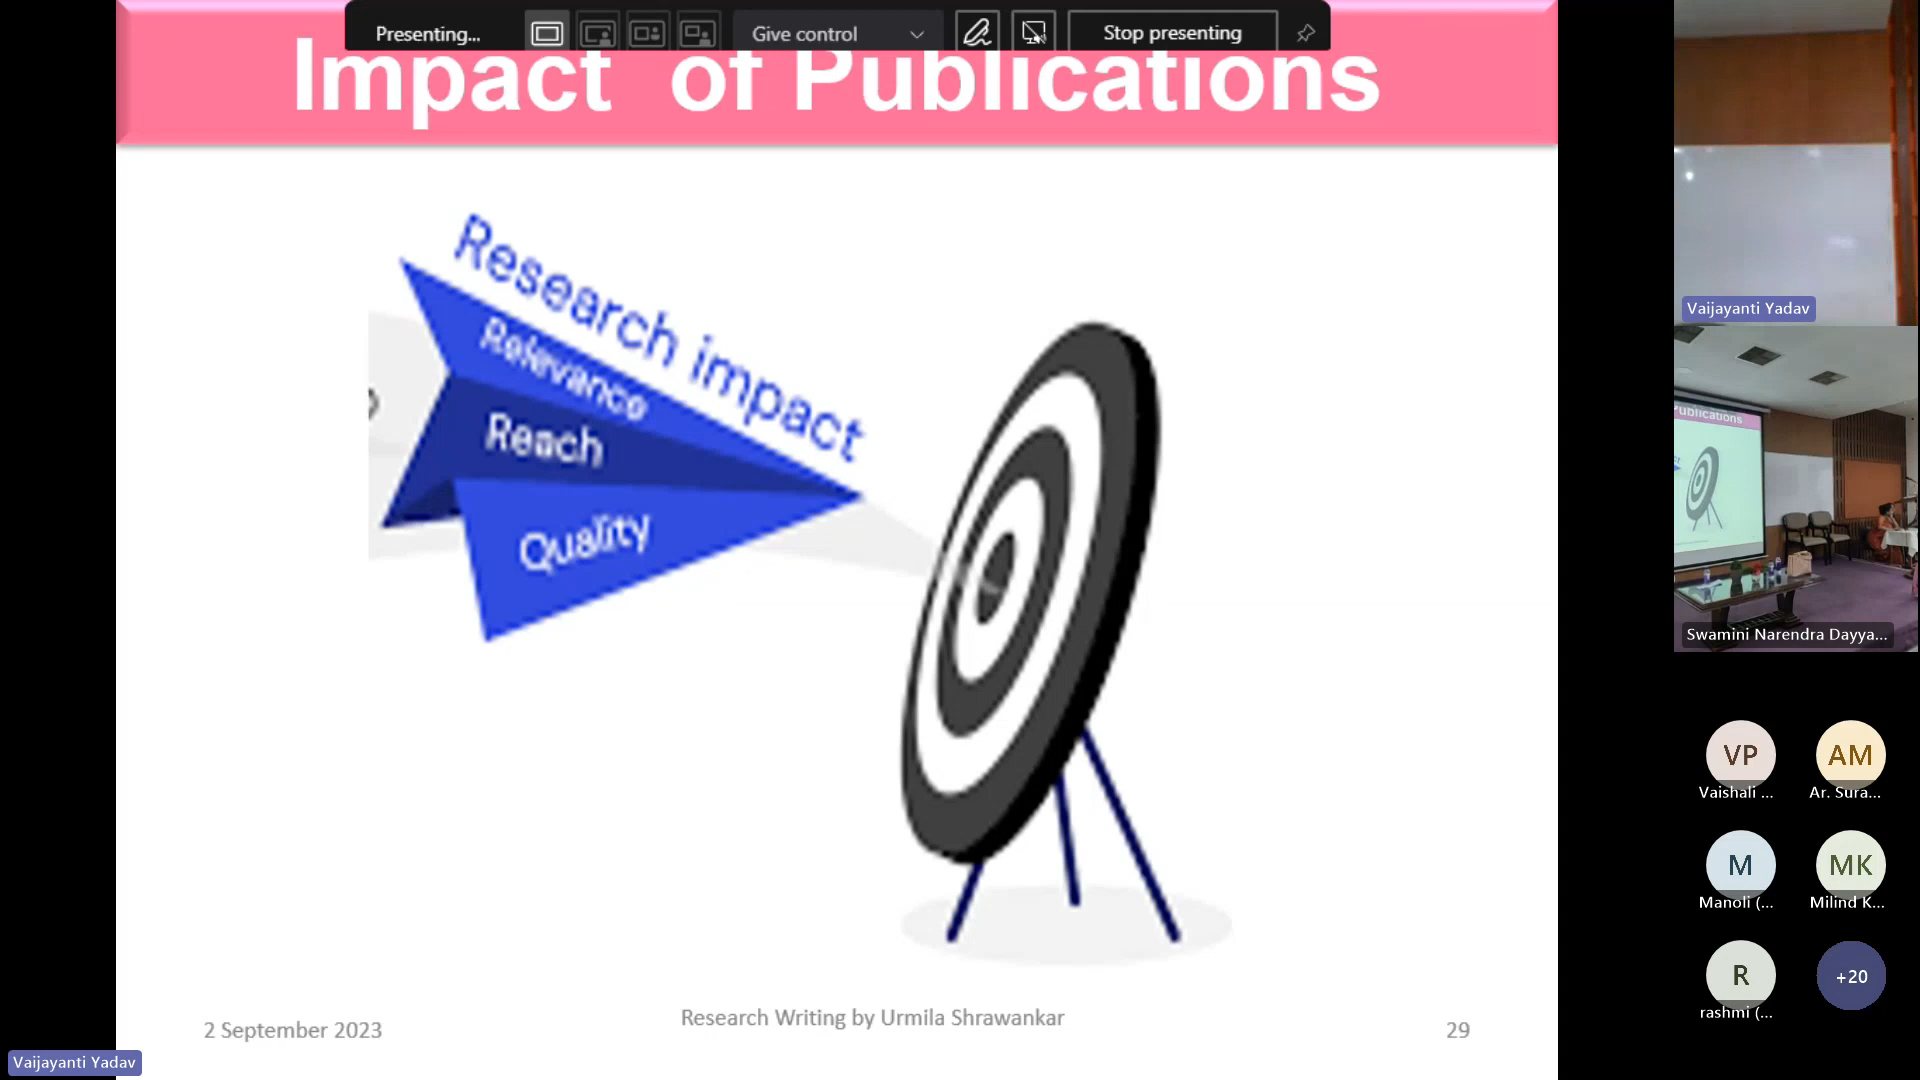 Presenting...
Give control
Stop presenting
Impact of Publications
Research impact
Relevance
Reach
Quality
2 September 2023
Research Writing by Urmila Shrawankar
29
Vaijayanti Yadav
Vaijayanti Yadav
Publications
Swamini Narendra Dayya...
VP
Vaishali ...
AM
Ar. Sura...
M
Manoli (...
MK
Milind K...
R
rashmi (...
+20